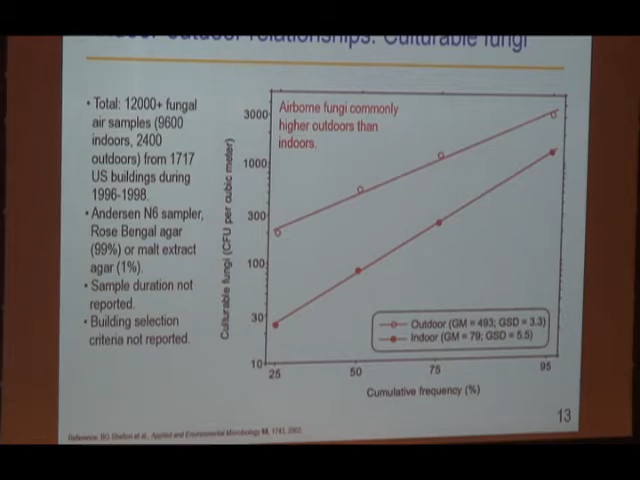 outdoor relationships: Culturable fungi
• Total: 12000+ fungal
air samples (9600
indoors, 2400
outdoors) from 1717
US buildings during
1996-1998.
• Andersen N6 sampler,
Rose Bengal agar
(99%) or malt extract
agar (1%).
• Sample duration not
reported.
• Building selection
criteria not reported.
Airborne fungi commonly
higher outdoors than
indoors.
Culturable fungi (CFU per cubic meter)
3000
1000
300
100
30
10
Outdoor (GM = 493; GSD = 3.3)
Indoor (GM = 79; GSD = 5.5)
25 50 75 95
Cumulative frequency (%)
13
Reference: BG Shelton et al., Applied and Environmental Microbiology 68, 1743, 2002.